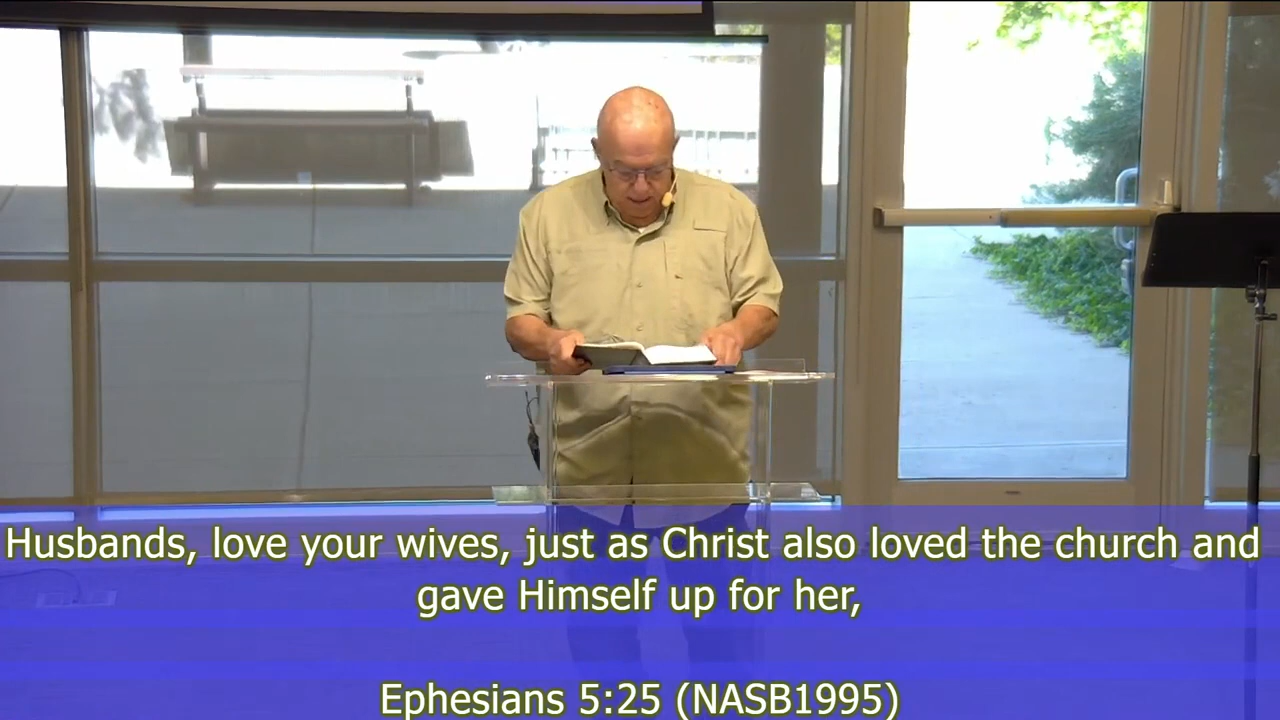 Husbands, love your wives, just as Christ also loved the church and
gave Himself up for her,
Ephesians 5:25 (NASB1995)